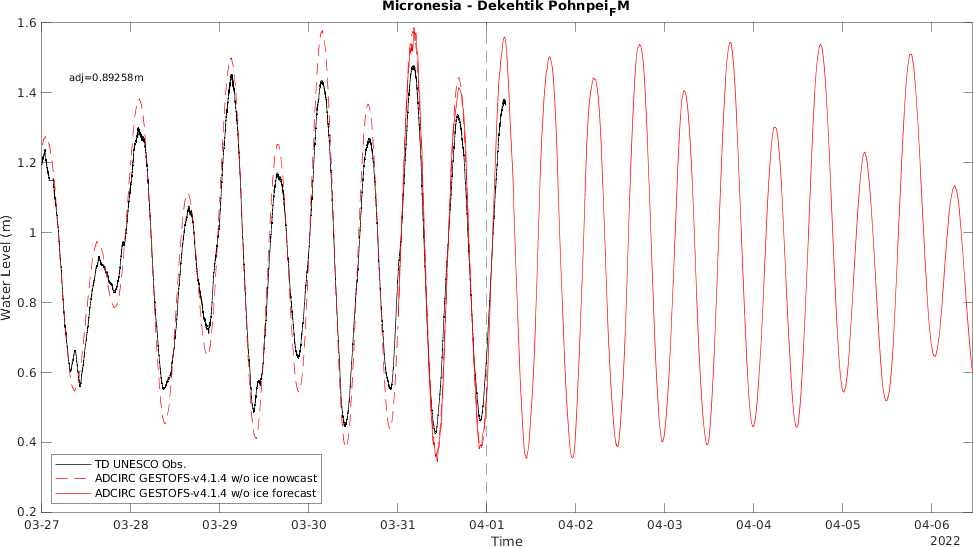 Micronesia - Dekehtik Pohnpei_FM
1.6
adj=0.89258m
1.4
1.2
1
0.8
0.6
0.4
0.2
Water Level (m)
TD UNESCO Obs.
ADCIRC GESTOFS-v4.1.4 w/o ice nowcast
ADCIRC GESTOFS-v4.1.4 w/o ice forecast
03-27 03-28 03-29 03-30 03-31 04-01 04-02 04-03 04-04 04-05 04-06
Time
2022